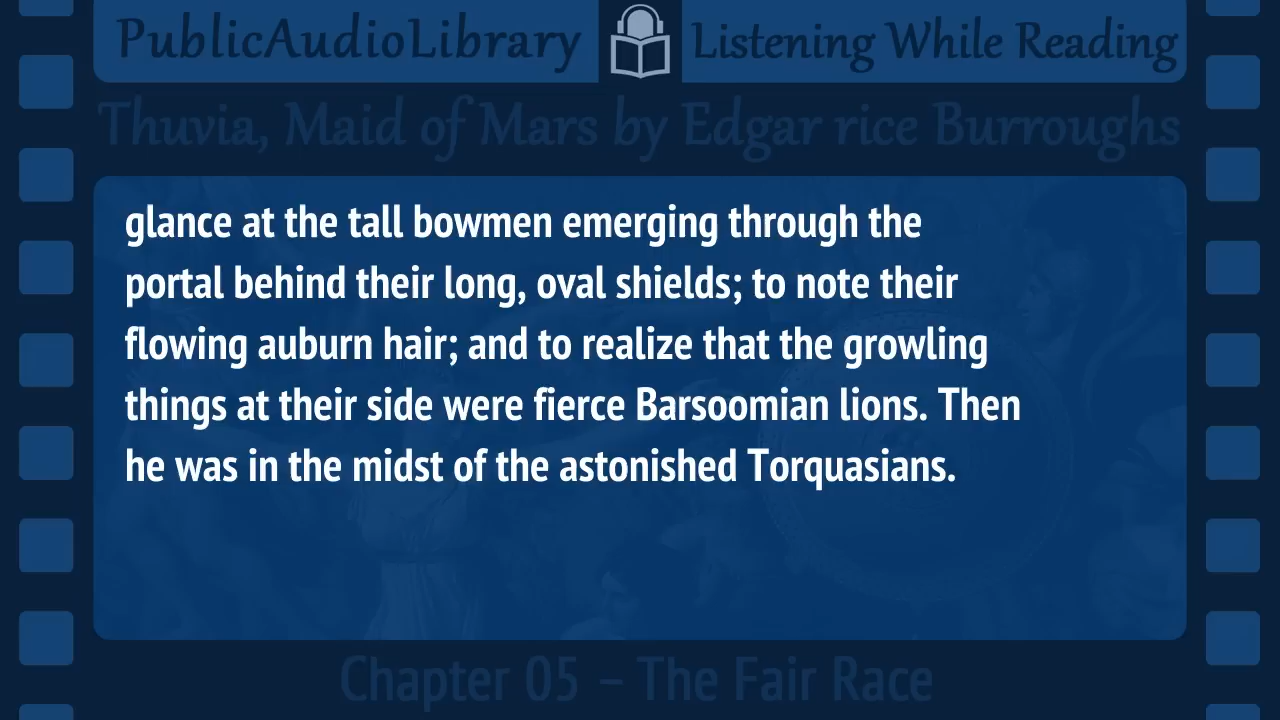 PublicAudioLibrary Listening While Reading
Thuvia, Maid of Mars by Edgar rice Burroughs
glance at the tall bowmen emerging through the
portal behind their long, oval shields; to note their
flowing auburn hair; and to realize that the growling
things at their side were fierce Barsoomian lions. Then
he was in the midst of the astonished Torquasians.
Chapter 05 – The Fair Race